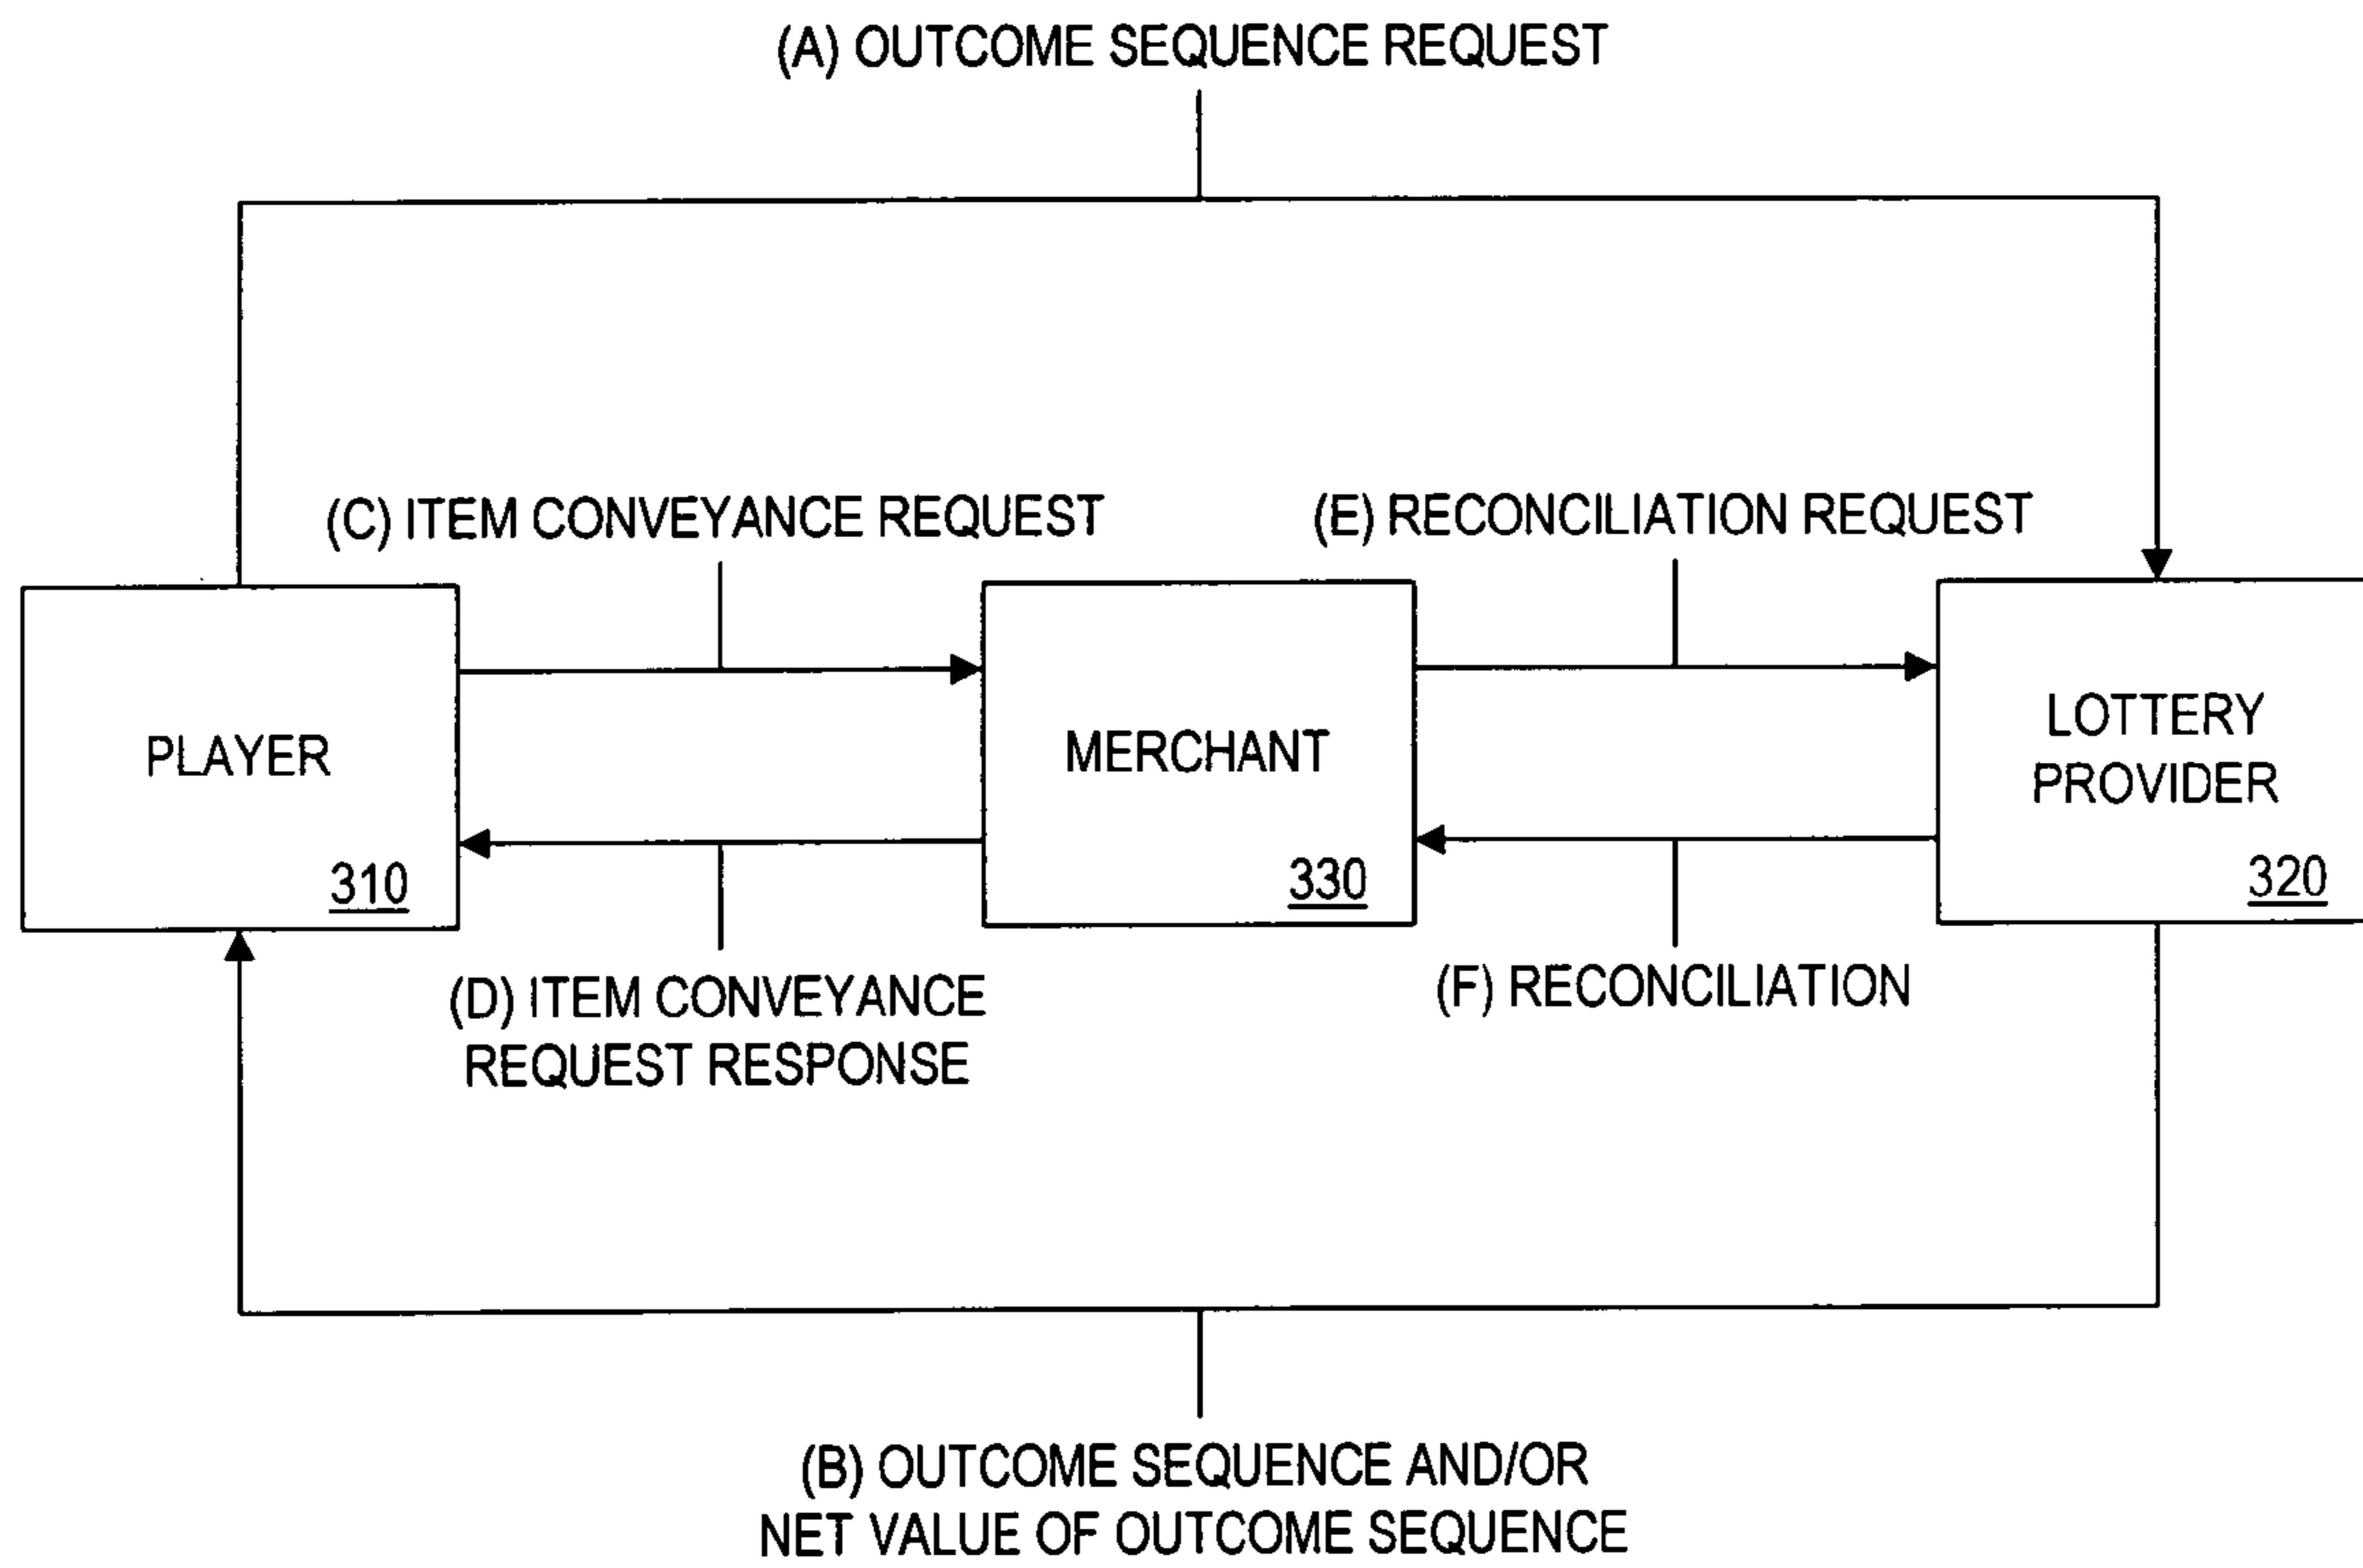 (A) OUTCOME SEQUENCE REQUEST
(C) ITEM CONVEYANCE REQUEST
(E) RECONCILIATION REQUEST
PLAYER
310
MERCHANT
330
LOTTERY
PROVIDER
320
(D) ITEM CONVEYANCE
REQUEST RESPONSE
(F) RECONCILIATION
(B) OUTCOME SEQUENCE AND/OR
NET VALUE OF OUTCOME SEQUENCE